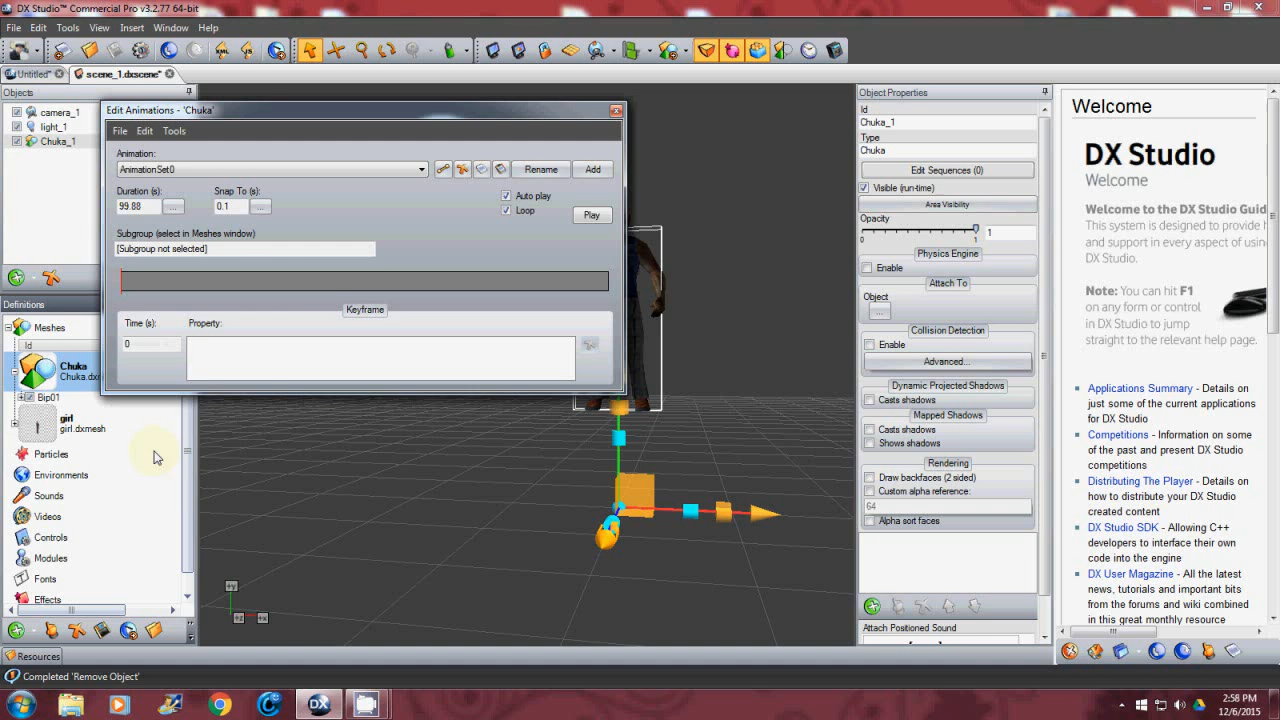 DX Studio™ Commercial Pro v3.2.77 64-bit
File Edit Tools View Insert Window Help
Untitled*
scene_1.dxscene*
Objects
camera_1
light_1
Chuka_1
Definitions
Meshes
Id
Chuka
Chuka.dx
Bip01
girl
girl.dxmesh
Particles
Environments
Sounds
Videos
Controls
Modules
Fonts
Effects
Resources
Completed 'Remove Object'
Edit Animations - 'Chuka'
File Edit Tools
Animation:
AnimationSet0
Rename
Add
Duration (s):
Snap To (s):
99.88
...
0.1
...
Auto play
Loop
Play
Subgroup (select in Meshes window)
[Subgroup not selected]
Keyframe
Time (s):
Property:
0
+y
Object Properties
Id
Chuka_1
Type
Chuka
Edit Sequences (0)
Visible (run-time)
Area Visibility
Opacity
1
0 1
Physics Engine
Enable
Attach To
Object
...
Collision Detection
Enable
Advanced...
Dynamic Projected Shadows
Casts shadows
Mapped Shadows
Casts shadows
Shows shadows
Rendering
Draw backfaces (2 sided)
Custom alpha reference:
64
Alpha sort faces
Attach Positioned Sound
Welcome
DX Studio
Welcome
Welcome to the DX Studio Guid
This system is designed to provide h
and support in every aspect of using
DX Studio.
Note: You can hit F1
on any form or control
in DX Studio to jump
straight to the relevant help page.
Applications Summary - Details on
just some of the current applications
for DX Studio
Competitions - Information on some
of the past and present DX Studio
competitions
Distributing The Player - Details on
how to distribute your DX Studio
created content
DX Studio SDK - Allowing C++
developers to interface their own
code into the engine
DX User Magazine - All the latest
news, tutorials and important bits
from the forums and wiki combined
in this great monthly resource
DX
2:58 PM
12/6/2015